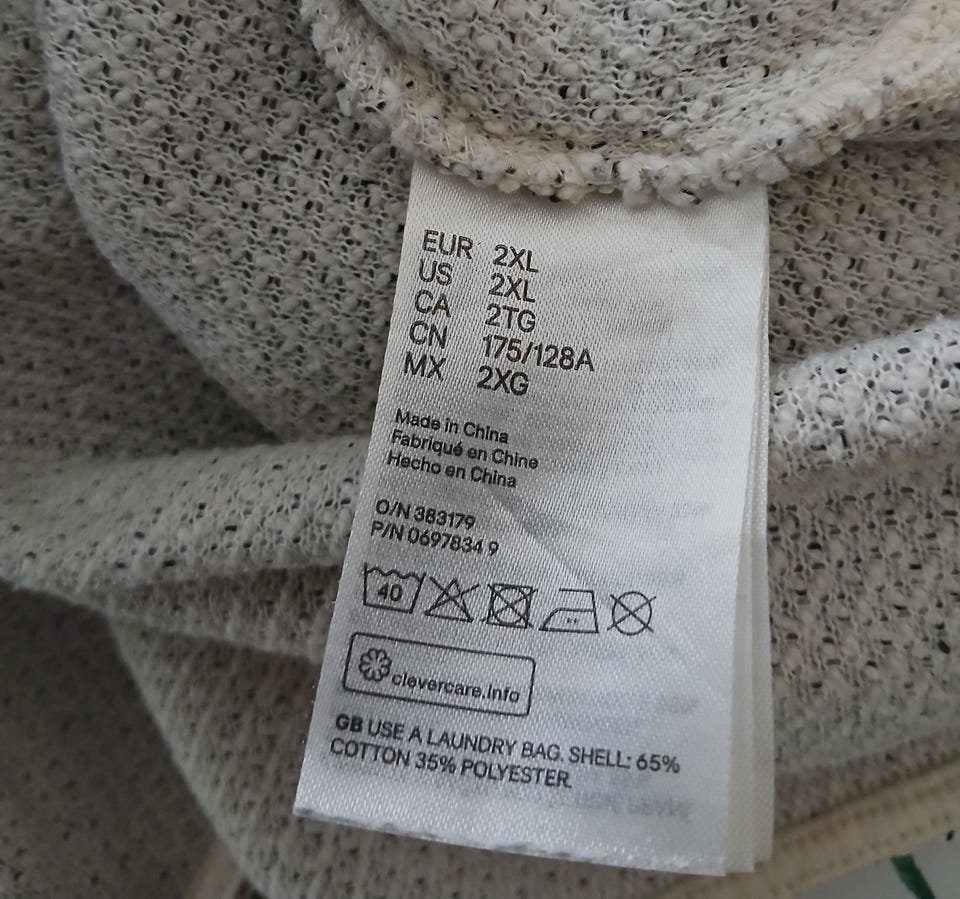 EUR 2XL
US 2XL
CA 2TG
CN 175/128A
MX 2XG
Made in China
Fabriqué en Chine
Hecho en China
O/N 383179
P/N 0697834 9
40
clevercare.info
GB USE A LAUNDRY BAG. SHELL: 65%
COTTON 35% POLYESTER.